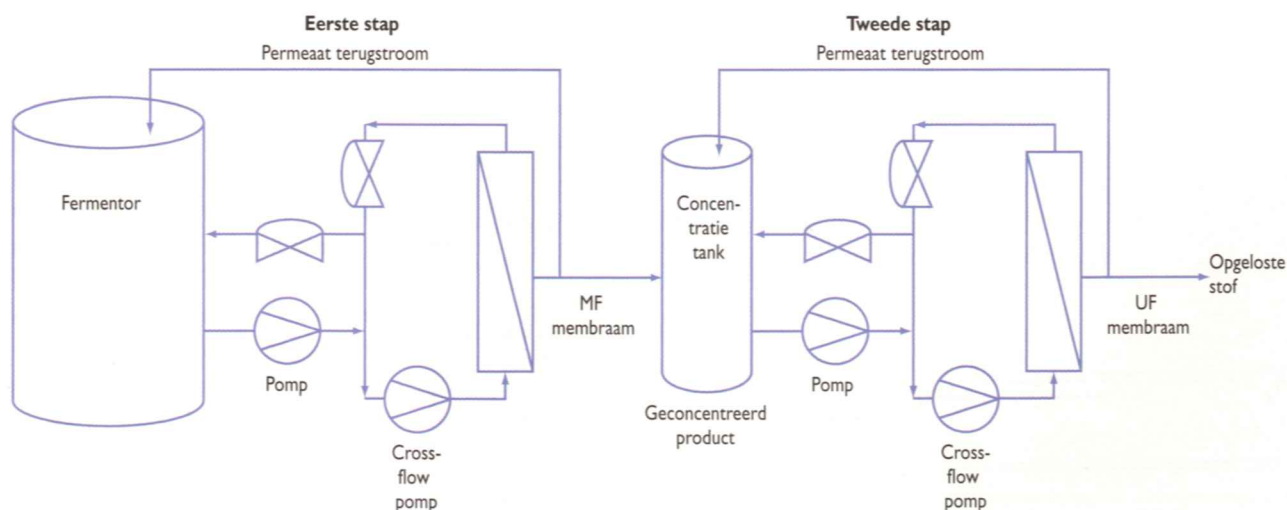 Eerste stap
Permeaat terugstroom
Fermentor
Pomp
Cross-
flow
pomp
MF
membraam
Tweede stap
Permeaat terugstroom
Concen-
tratie
tank
Geconcentreerd
product
Pomp
Cross-
flow
pomp
UF
membraam
Opgeloste
stof